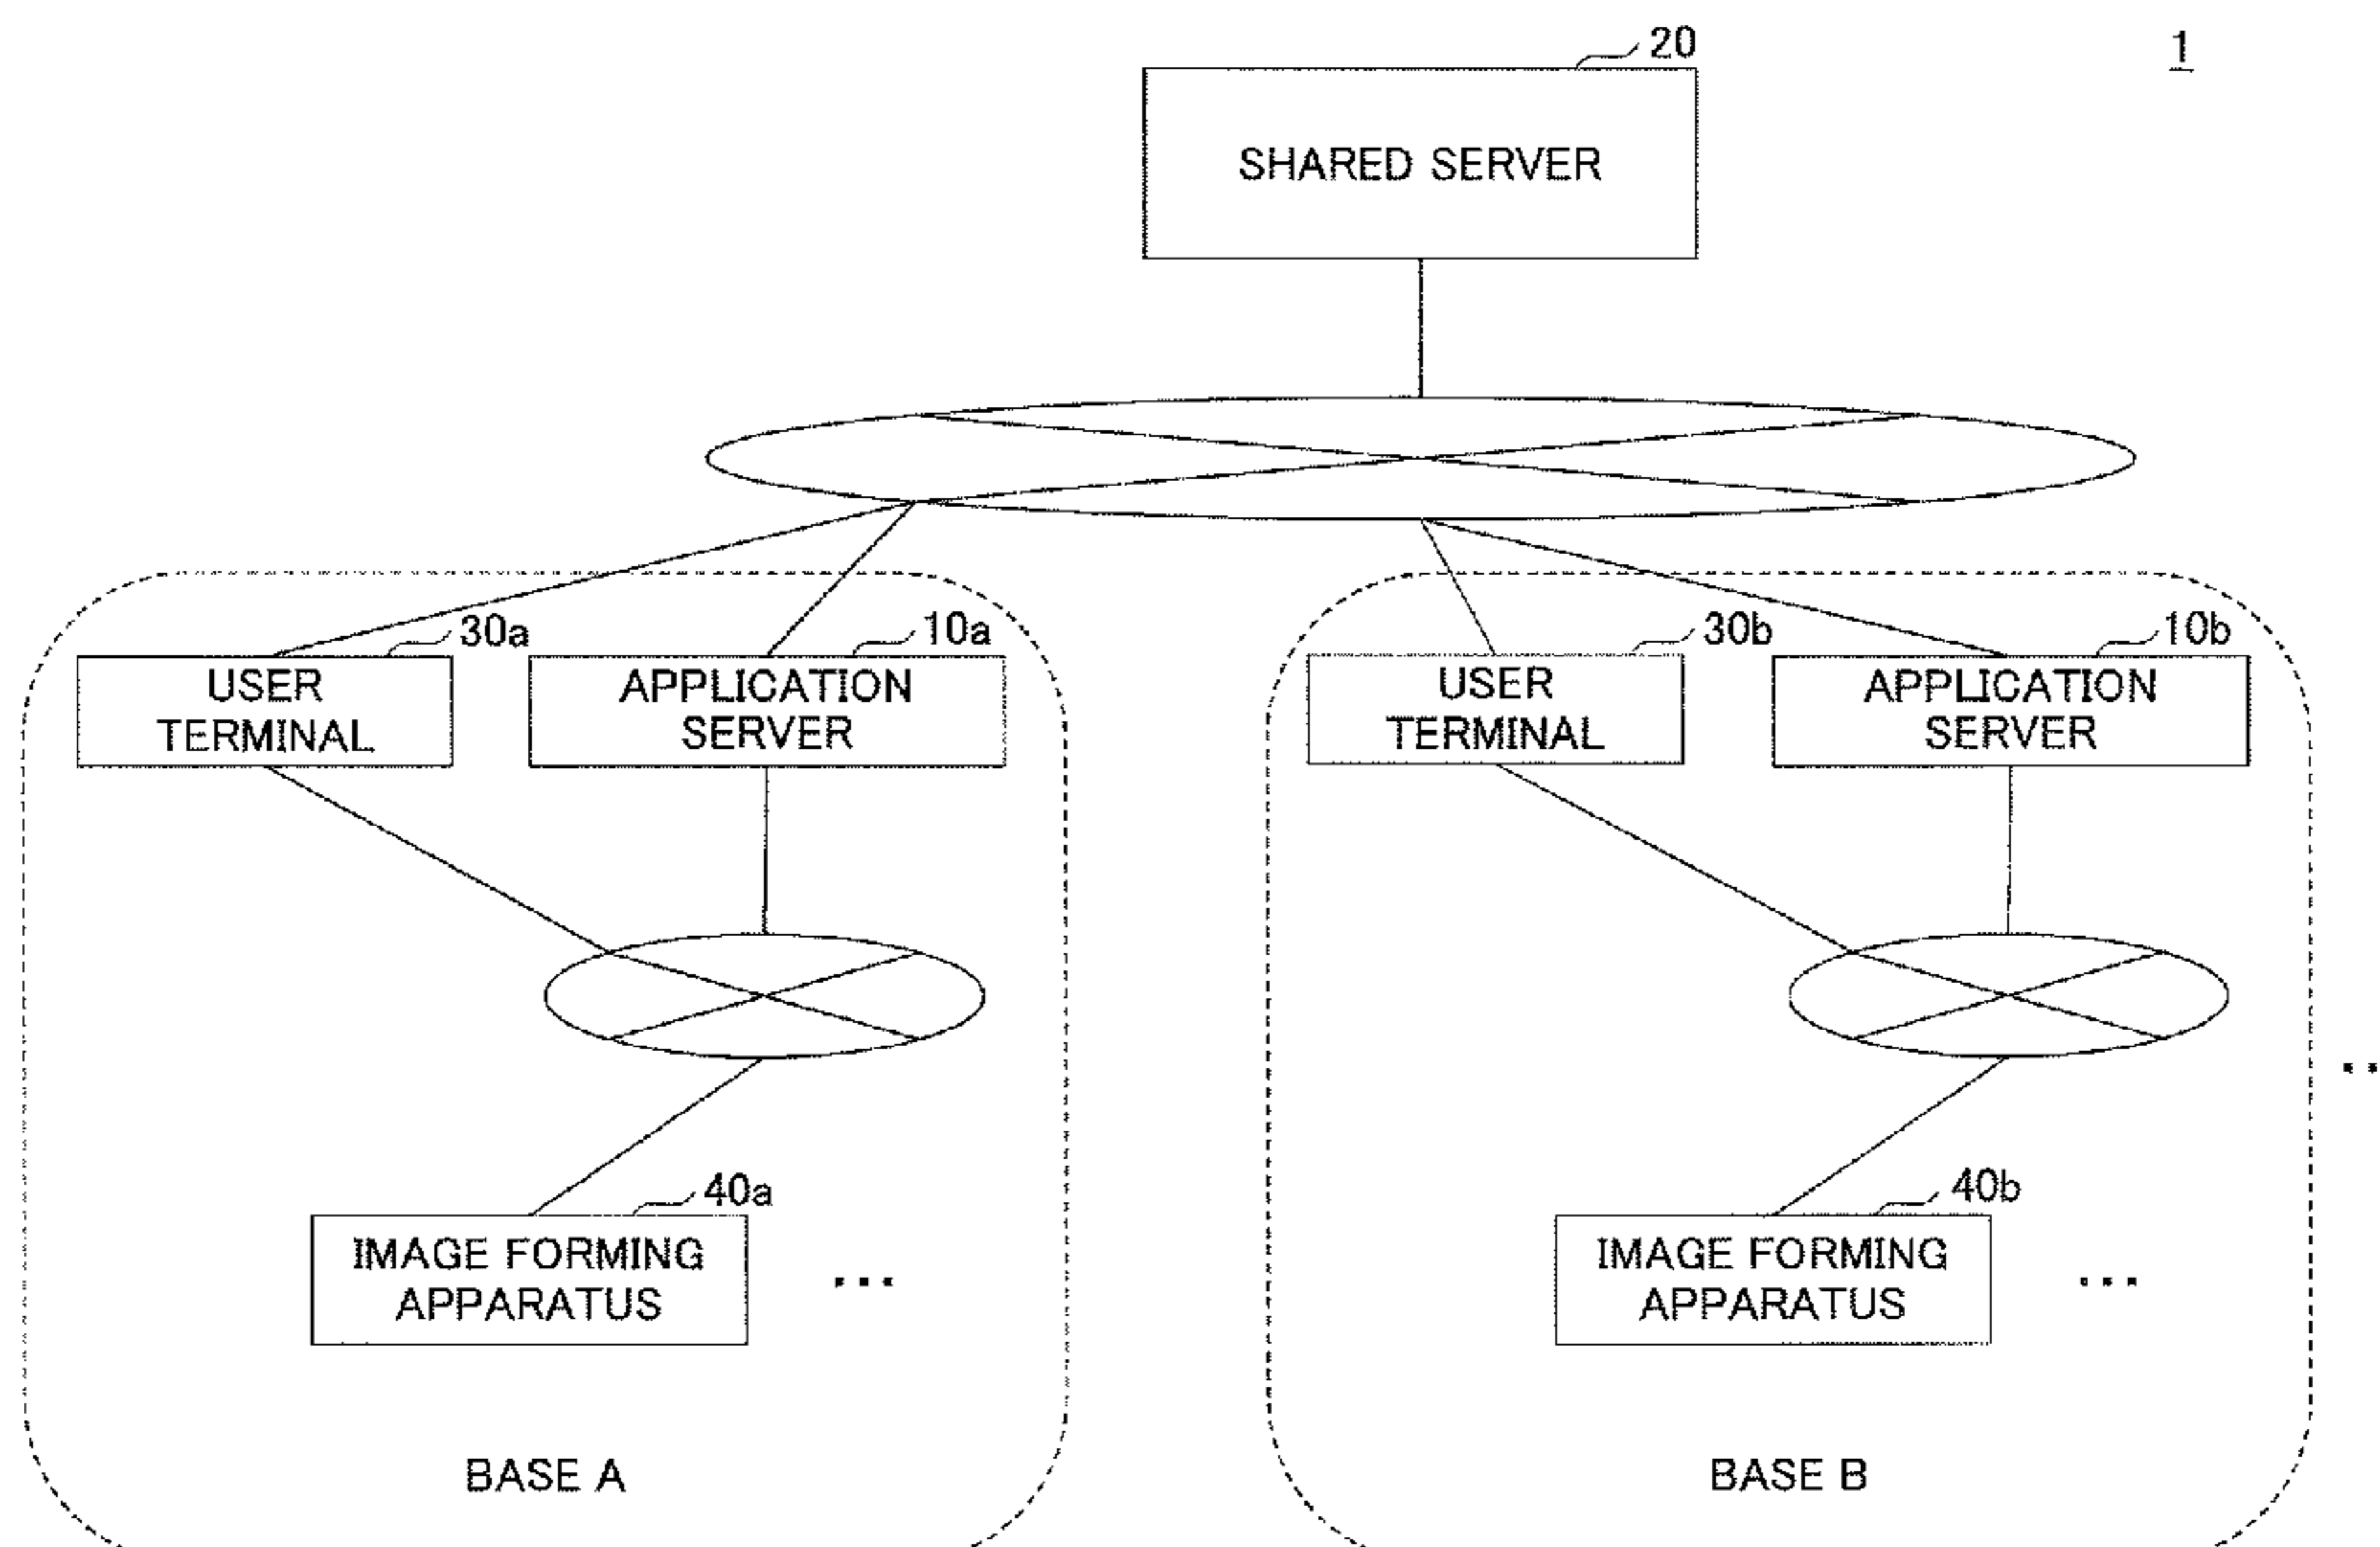 20
1
SHARED SERVER
30a
10a
30b
10b
USER
TERMINAL
APPLICATION
SERVER
USER
TERMINAL
APPLICATION
SERVER
40a
40b
IMAGE FORMING
APPARATUS
...
IMAGE FORMING
APPARATUS
...
BASE A
BASE B